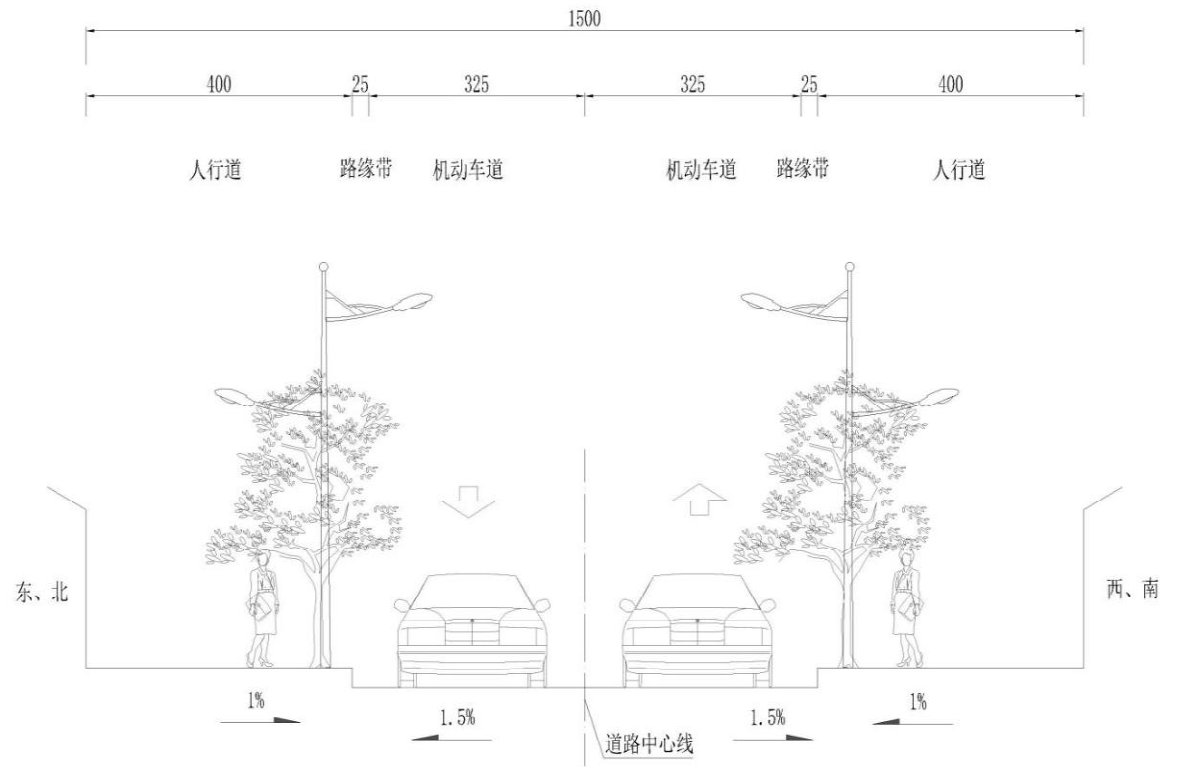 1500
400 25 325 325 25 400
人行道 路缘带 机动车道 机动车道 路缘带 人行道
东、北 西、南
1% 1.5% 1.5% 1%
道路中心线